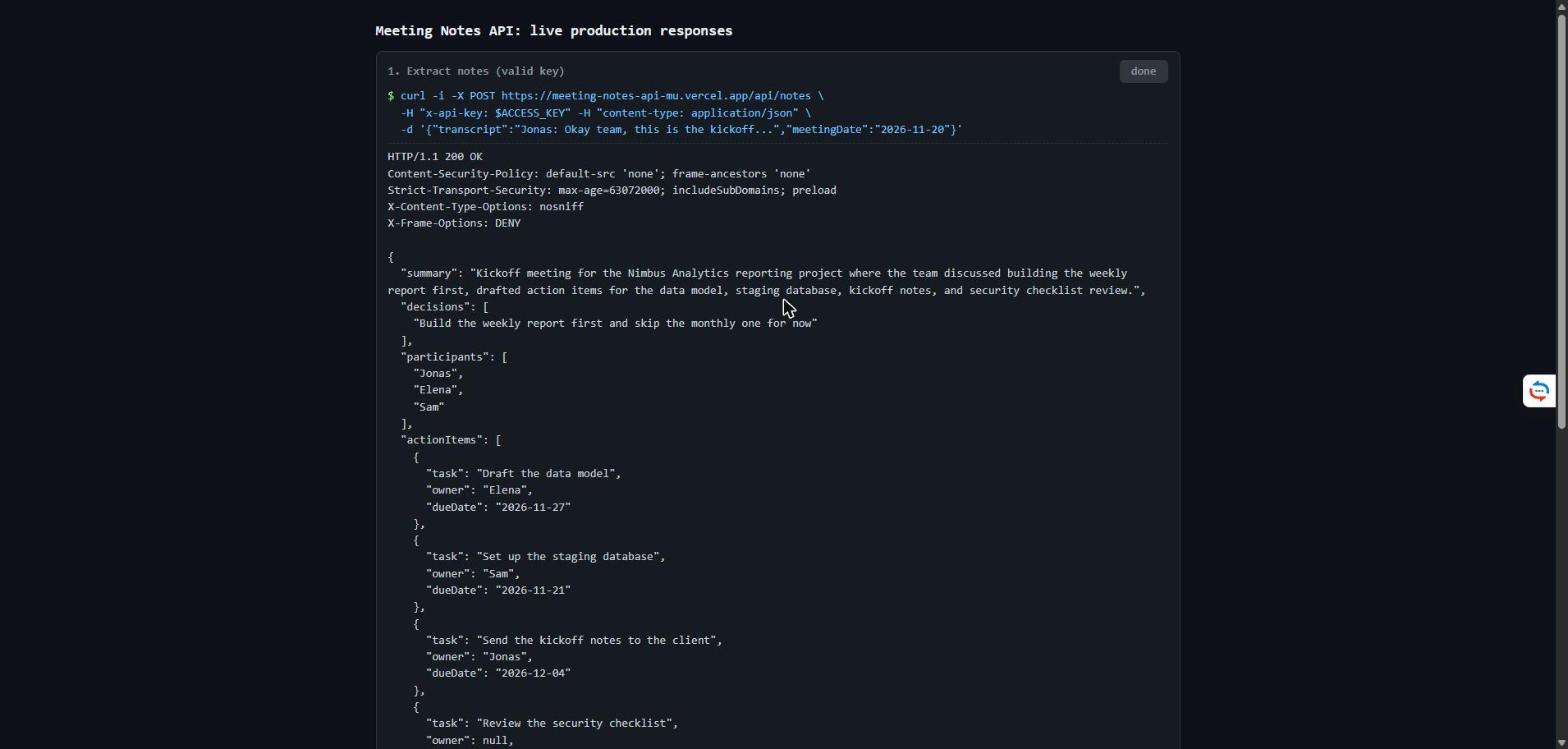 Meeting Notes API: live production responses
1. Extract notes (valid key)
done
$ curl -i -X POST https://meeting-notes-api-mu.vercel.app/api/notes \
-H "x-api-key: $ACCESS_KEY" -H "content-type: application/json" \
-d '{"transcript":"Jonas: Okay team, this is the kickoff...","meetingDate":"2026-11-20"}'
HTTP/1.1 200 OK
Content-Security-Policy: default-src 'none'; frame-ancestors 'none'
Strict-Transport-Security: max-age=63072000; includeSubDomains; preload
X-Content-Type-Options: nosniff
X-Frame-Options: DENY
{
"summary": "Kickoff meeting for the Nimbus Analytics reporting project where the team discussed building the weekly
report first, drafted action items for the data model, staging database, kickoff notes, and security checklist review.",
"decisions": [
"Build the weekly report first and skip the monthly one for now"
],
"participants": [
"Jonas",
"Elena",
"Sam"
],
"actionItems": [
{
"task": "Draft the data model",
"owner": "Elena",
"dueDate": "2026-11-27"
},
{
"task": "Set up the staging database",
"owner": "Sam",
"dueDate": "2026-11-21"
},
{
"task": "Send the kickoff notes to the client",
"owner": "Jonas",
"dueDate": "2026-12-04"
},
{
"task": "Review the security checklist",
"owner": null,